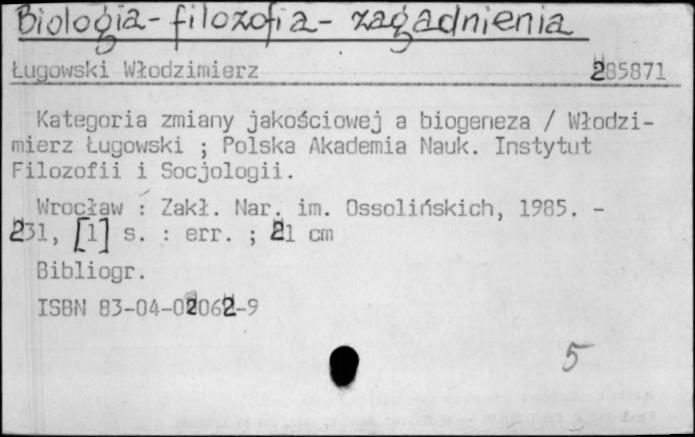 Biologia - filozofia - zagadnienia
Ługowski Włodzimierz 285871
Kategoria zmiany jakościowej a biogeneza / Włodzi-
mierz Ługowski ; Polska Akademia Nauk. Instytut
Filozofii i Socjologii.
Wrocław : Zakł. Nar. im. Ossolińskich, 1985. -
231, [1] s. : err. ; 21 cm
Bibliogr.
ISBN 83-04-02062-9
5